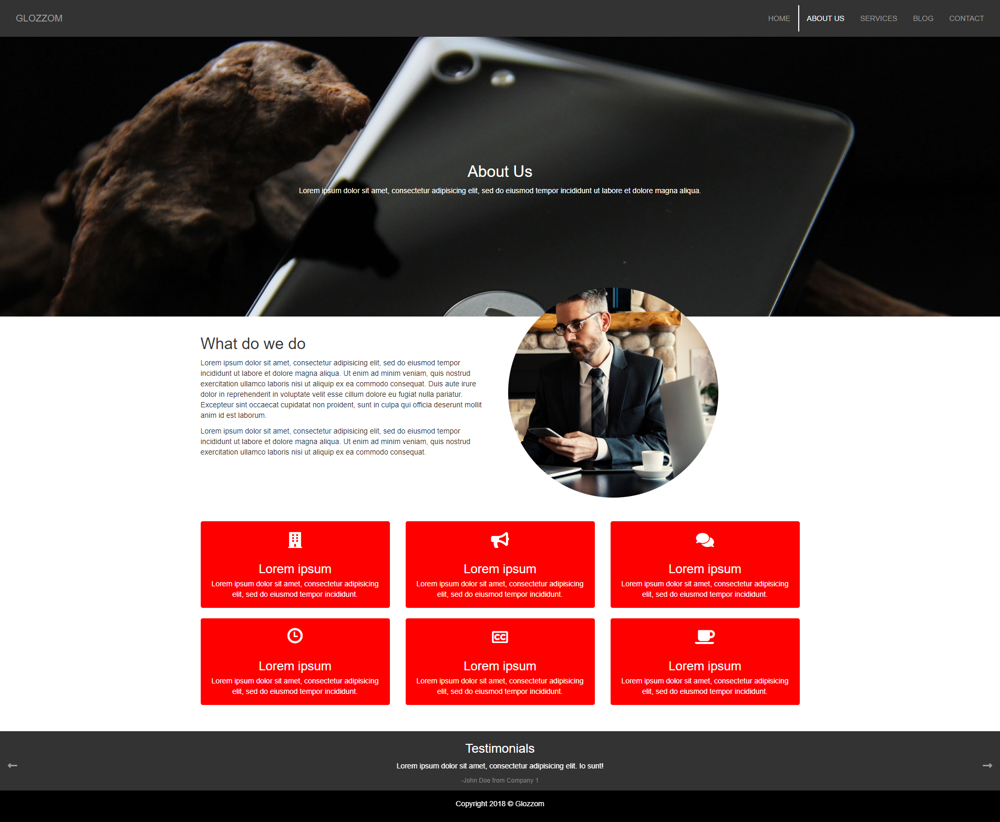 GLOZZOM
HOME
ABOUT US
SERVICES
BLOG
CONTACT
About Us
Lorem ipsum dolor sit amet, consectetur adipisicing elit, sed do eiusmod tempor incididunt ut labore et dolore magna aliqua.
What do we do
Lorem ipsum dolor sit amet, consectetur adipisicing elit, sed do eiusmod tempor
incididunt ut labore et dolore magna aliqua. Ut enim ad minim veniam, quis nostrud
exercitation ullamco laboris nisi ut aliquip ex ea commodo consequat. Duis aute irure
dolor in reprehenderit in voluptate velit esse cillum dolore eu fugiat nulla pariatur.
Excepteur sint occaecat cupidatat non proident, sunt in culpa qui officia deserunt mollit
anim id est laborum.
Lorem ipsum dolor sit amet, consectetur adipisicing elit, sed do eiusmod tempor
incididunt ut labore et dolore magna aliqua. Ut enim ad minim veniam, quis nostrud
exercitation ullamco laboris nisi ut aliquip ex ea commodo consequat.
Lorem ipsum
Lorem ipsum dolor sit amet, consectetur adipisicing
elit, sed do eiusmod tempor incididunt.
Lorem ipsum
Lorem ipsum dolor sit amet, consectetur adipisicing
elit, sed do eiusmod tempor incididunt.
Lorem ipsum
Lorem ipsum dolor sit amet, consectetur adipisicing
elit, sed do eiusmod tempor incididunt.
Lorem ipsum
Lorem ipsum dolor sit amet, consectetur adipisicing
elit, sed do eiusmod tempor incididunt.
CC
Lorem ipsum
Lorem ipsum dolor sit amet, consectetur adipisicing
elit, sed do eiusmod tempor incididunt.
Lorem ipsum
Lorem ipsum dolor sit amet, consectetur adipisicing
elit, sed do eiusmod tempor incididunt.
Testimonials
Lorem ipsum dolor sit amet, consectetur adipisicing elit. Io sunt!
-John Doe from Company 1
Copyright 2018 © Glozzom